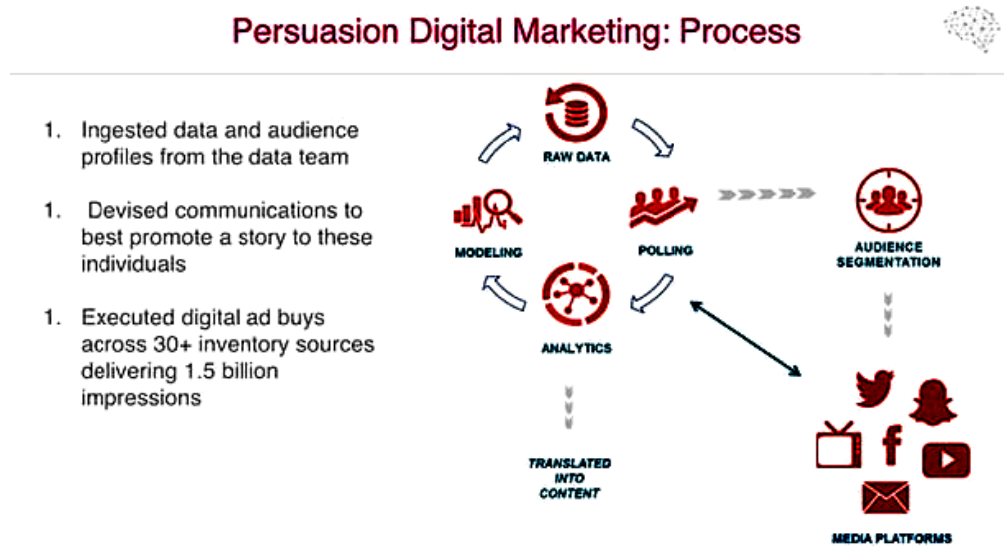 Persuasion Digital Marketing: Process
1. Ingested data and audience
profiles from the data team
1. Devised communications to
best promote a story to these
individuals
1. Executed digital ad buys
across 30+ inventory sources
delivering 1.5 billion
impressions
RAW DATA
MODELING
POLLING
AUDIENCE
SEGMENTATION
ANALYTICS
TRANSLATED
INTO
CONTENT
MEDIA PLATFORMS